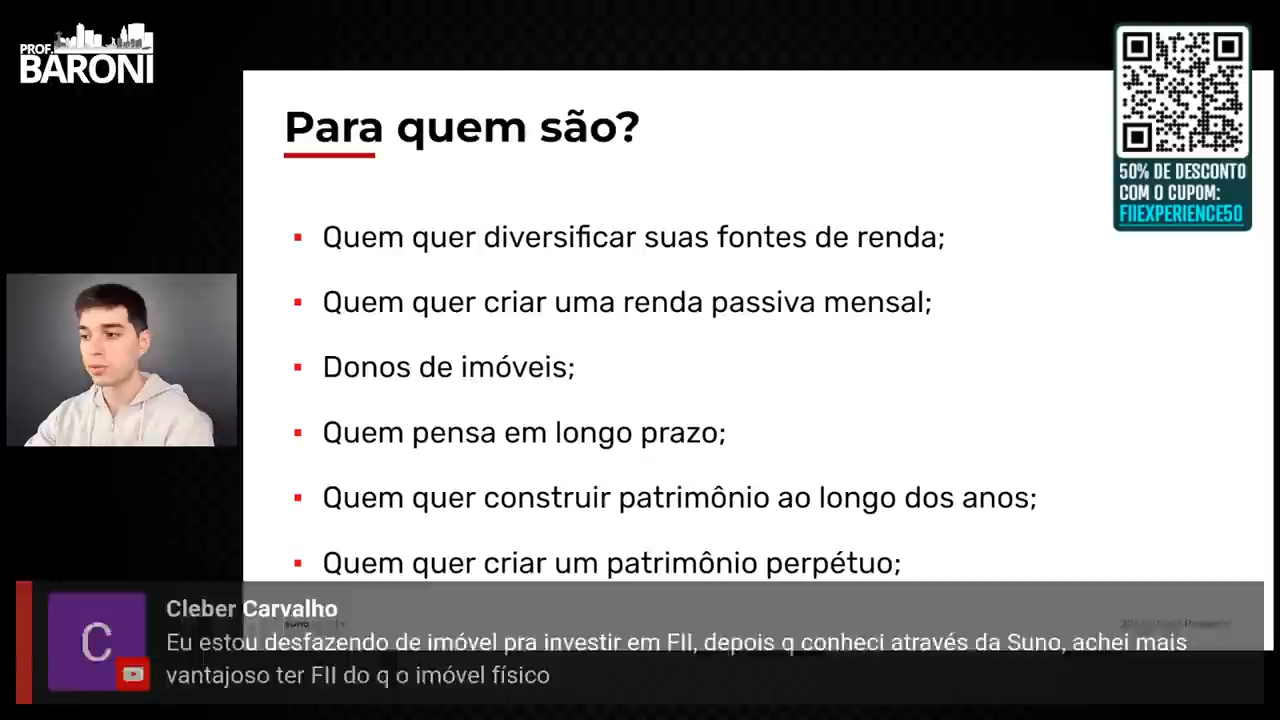 PROF.
BARONI
Para quem são?
50% DE DESCONTO
COM O CUPOM:
FIIEXPERIENCE50
Quem quer diversificar suas fontes de renda;
Quem quer criar uma renda passiva mensal;
Donos de imóveis;
Quem pensa em longo prazo;
Quem quer construir patrimônio ao longo dos anos;
Quem quer criar um patrimônio perpétuo;
C
Cleber Carvalho
Eu estou desfazendo de imóvel pra investir em FII, depois q conheci através da Suno, achei mais
vantajoso ter FII do q o imóvel físico